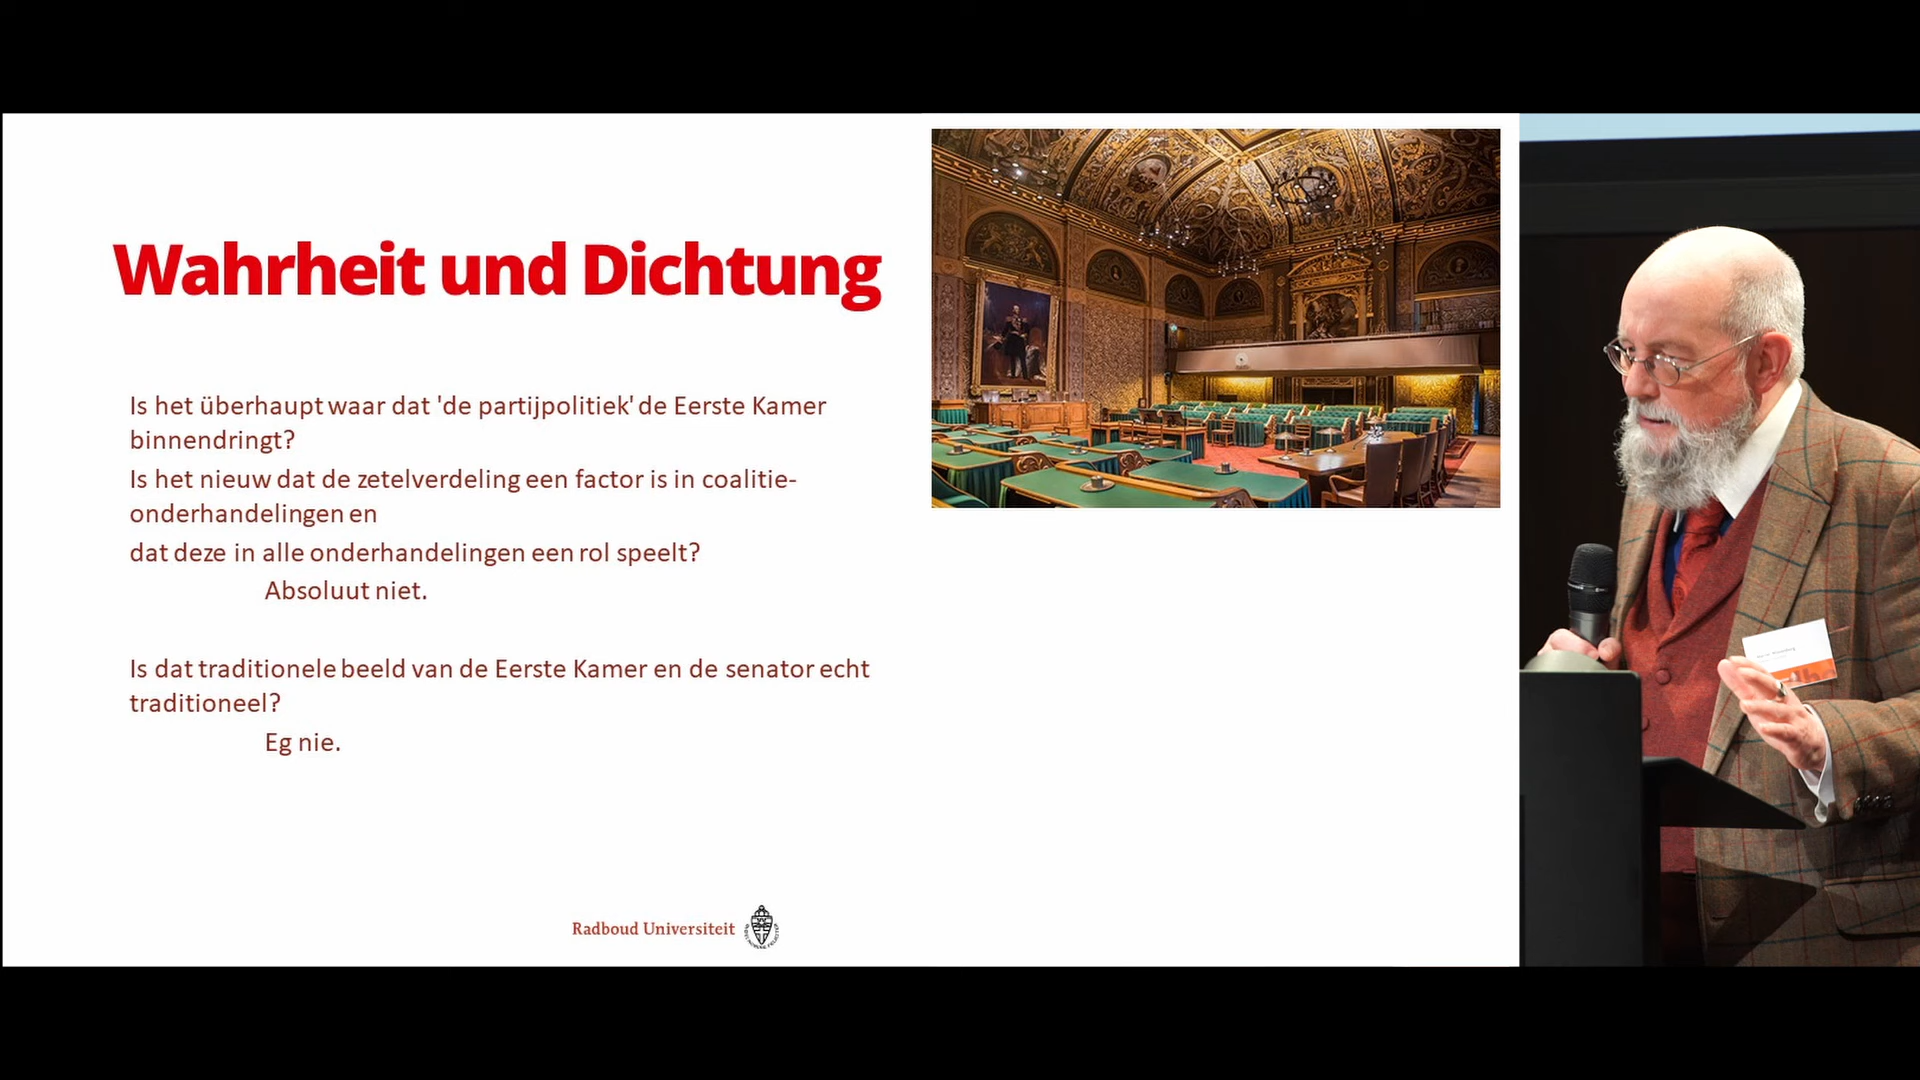 Wahrheit und Dichtung
Is het überhaupt waar dat 'de partijpolitiek' de Eerste Kamer
binnendringt?
Is het nieuw dat de zetelverdeling een factor is in coalitie-
onderhandelingen en
dat deze in alle onderhandelingen een rol speelt?
Absoluut niet.
Is dat traditionele beeld van de Eerste Kamer en de senator echt
traditioneel?
Eg nie.
Radboud Universiteit